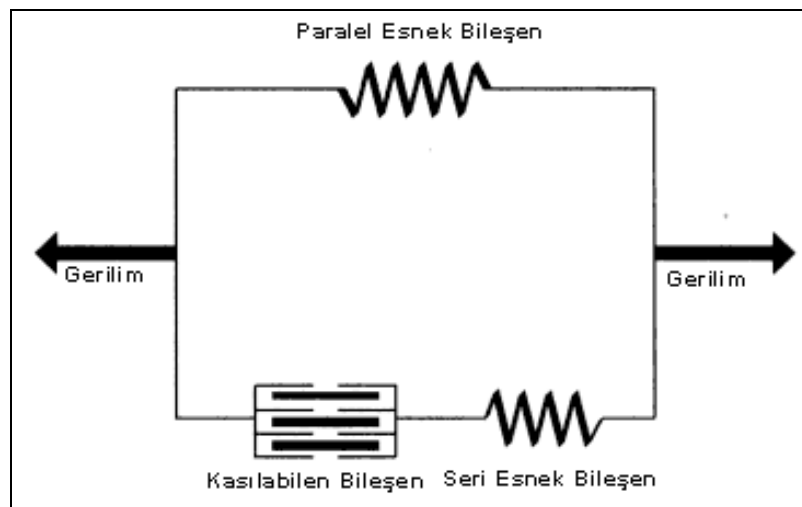 Paralel Esnek Bileşen
Gerilim
Gerilim
Kasılabilen Bileşen
Seri Esnek Bileşen